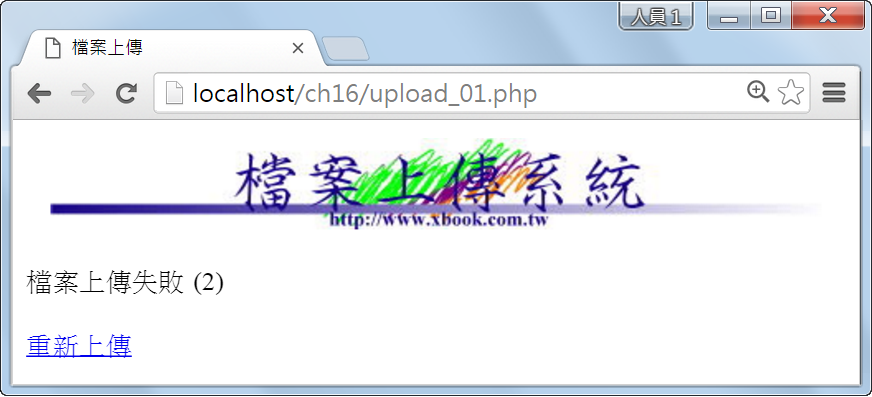 人員 1
檔案上傳
localhost/ch16/upload_01.php
檔案上傳系統
http://www.xbook.com.tw
檔案上傳失敗 (2)
重新上傳